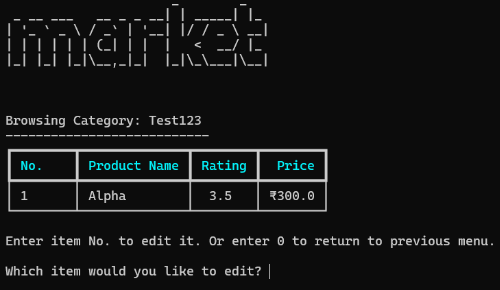 market
Browsing Category: Test123
No. Product Name Rating Price
1 Alpha 3.5 ₹300.0
Enter item No. to edit it. Or enter 0 to return to previous menu.
Which item would you like to edit?